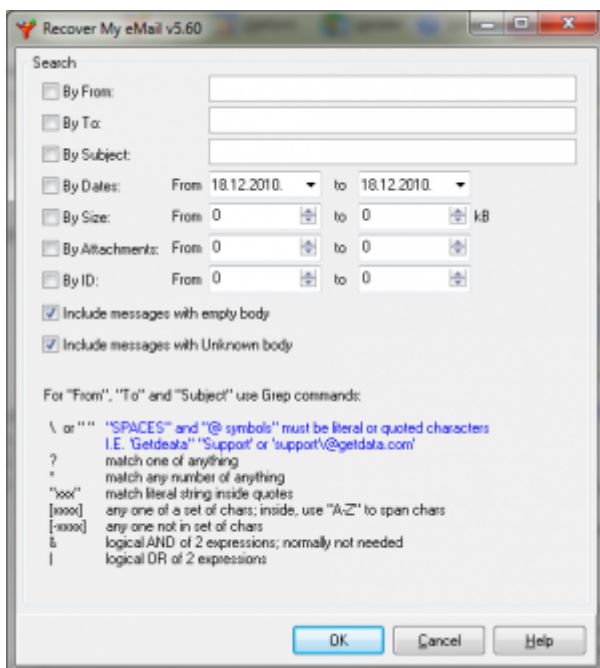 Recover My eMail v5.60
Search
By From:
By To:
By Subject:
By Dates: From 18.12.2010. to 18.12.2010.
By Size: From 0 to 0 kB
By Attachments: From 0 to 0
By ID: From 0 to 0
Include messages with empty body
Include messages with Unknown body
For "From", "To" and "Subject" use Grep commands:
\ or " " "SPACES" and "@ symbols" must be literal or quoted characters
I.E. 'Getdeata" "Support' or 'support\@getdata.com'
? match one of anything
* match any number of anything
"xxx" match literal string inside quotes
[xxxx] any one of a set of chars; inside, use "A-Z" to span chars
[-xxxx] any one not in set of chars
& logical AND of 2 expressions; normally not needed
| logical OR of 2 expressions
OK Cancel Help